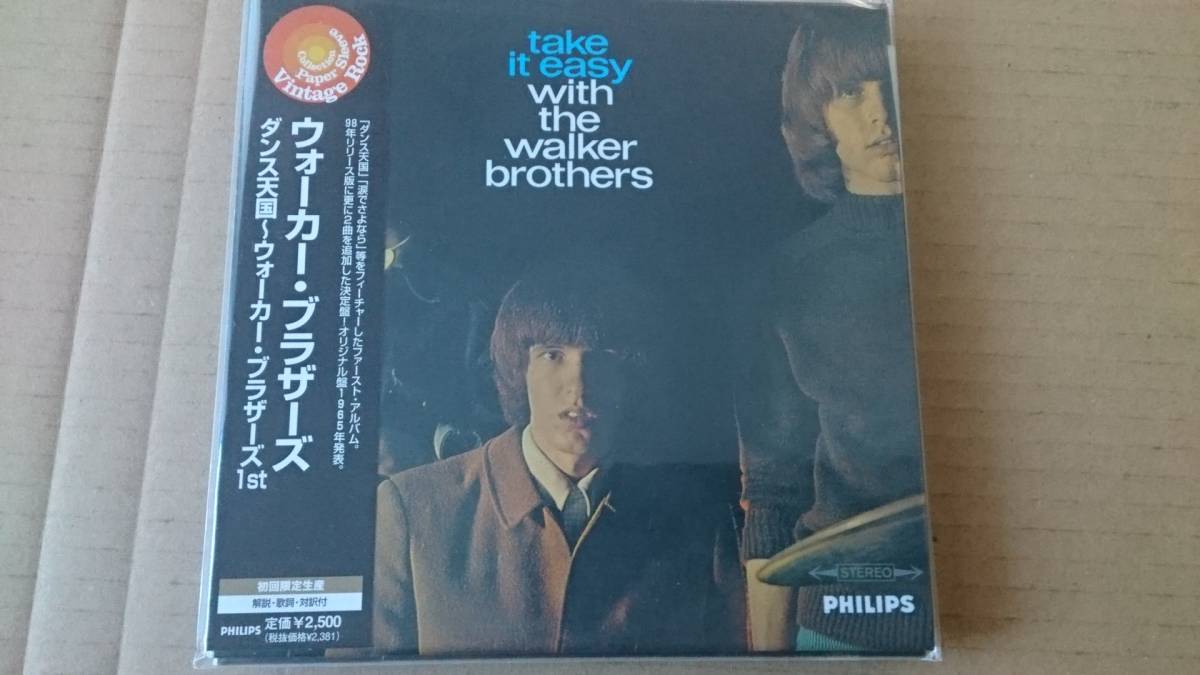 Vintage Rock
Paper Sleeve
Collection
ウォーカー・ブラザーズ
ダンス天国〜ウォーカー・ブラザーズ1st
「ダンス天国」「涙でさよなら」等をフィーチャーしたファースト・アルバム。
98年リリース版に更に2曲を追加した決定盤!オリジナル盤1965年発表。
初回限定生産
解説・歌詞・対訳付
PHILIPS 定価¥2,500
(税抜価格¥2,381)
take
it easy
with
the
walker
brothers
STEREO
PHILIPS